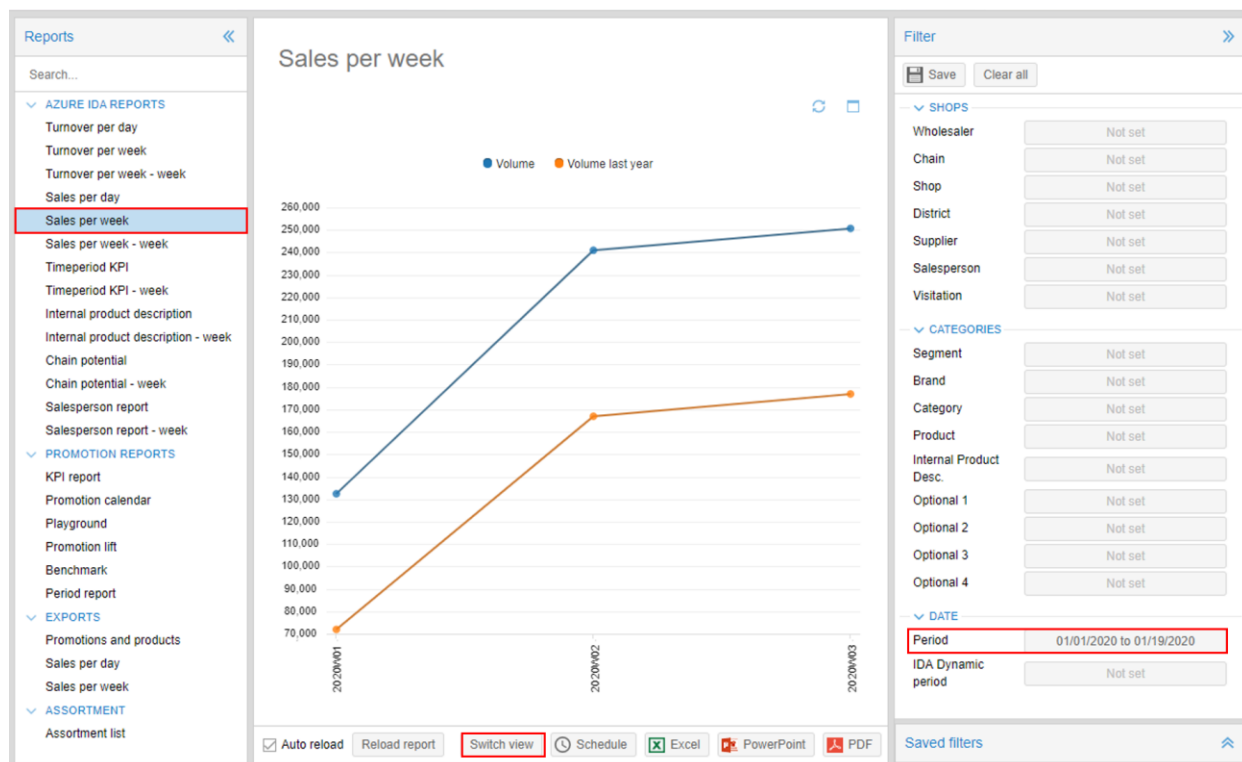 Reports
Search...
AZURE IDA REPORTS
Turnover per day
Turnover per week
Turnover per week - week
Sales per day
Sales per week
Sales per week - week
Timeperiod KPI
Timeperiod KPI - week
Internal product description
Internal product description - week
Chain potential
Chain potential - week
Salesperson report
Salesperson report - week
PROMOTION REPORTS
KPI report
Promotion calendar
Playground
Promotion lift
Benchmark
Period report
EXPORTS
Promotions and products
Sales per day
Sales per week
ASSORTMENT
Assortment list
Sales per week
Volume Volume last year
260,000
250,000
240,000
230,000
220,000
210,000
200,000
190,000
180,000
170,000
160,000
150,000
140,000
130,000
120,000
110,000
100,000
90,000
80,000
70,000
2020W01
2020W02
2020W03
Auto reload Reload report Switch view Schedule Excel PowerPoint PDF
Filter
Save Clear all
SHOPS
Wholesaler Not set
Chain Not set
Shop Not set
District Not set
Supplier Not set
Salesperson Not set
Visitation Not set
CATEGORIES
Segment Not set
Brand Not set
Category Not set
Product Not set
Internal Product
Desc. Not set
Optional 1 Not set
Optional 2 Not set
Optional 3 Not set
Optional 4 Not set
DATE
Period 01/01/2020 to 01/19/2020
IDA Dynamic
period Not set
Saved filters